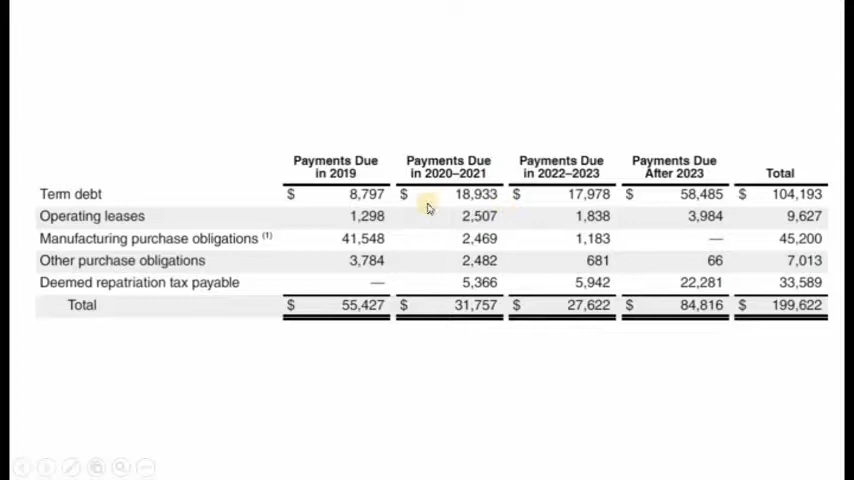 Payments Due in 2019 Payments Due in 2020–2021 Payments Due in 2022–2023 Payments Due After 2023 Total
Term debt $ 8,797 $ 18,933 $ 17,978 $ 58,485 $ 104,193
Operating leases 1,298 2,507 1,838 3,984 9,627
Manufacturing purchase obligations (1) 41,548 2,469 1,183 — 45,200
Other purchase obligations 3,784 2,482 681 66 7,013
Deemed repatriation tax payable — 5,366 5,942 22,281 33,589
Total $ 55,427 $ 31,757 $ 27,622 $ 84,816 $ 199,622